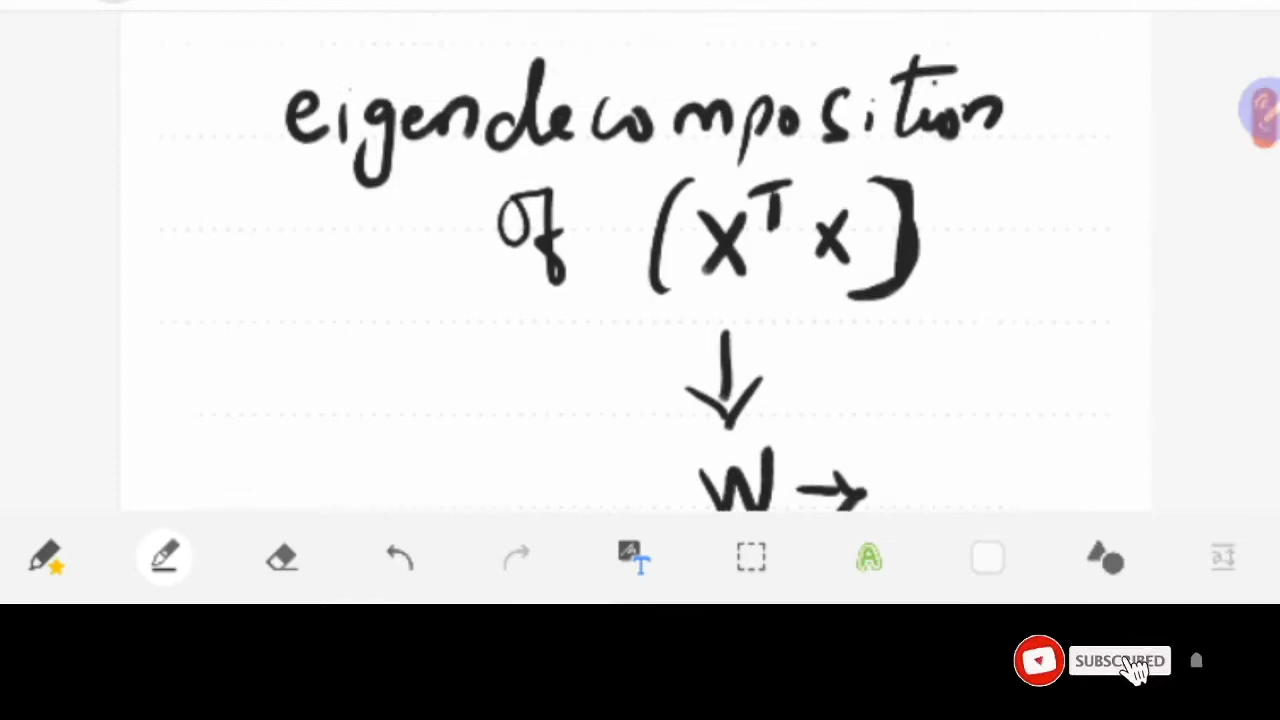 eigendecomposition
of (X^T X)
↓
W →
SUBSCRIBED